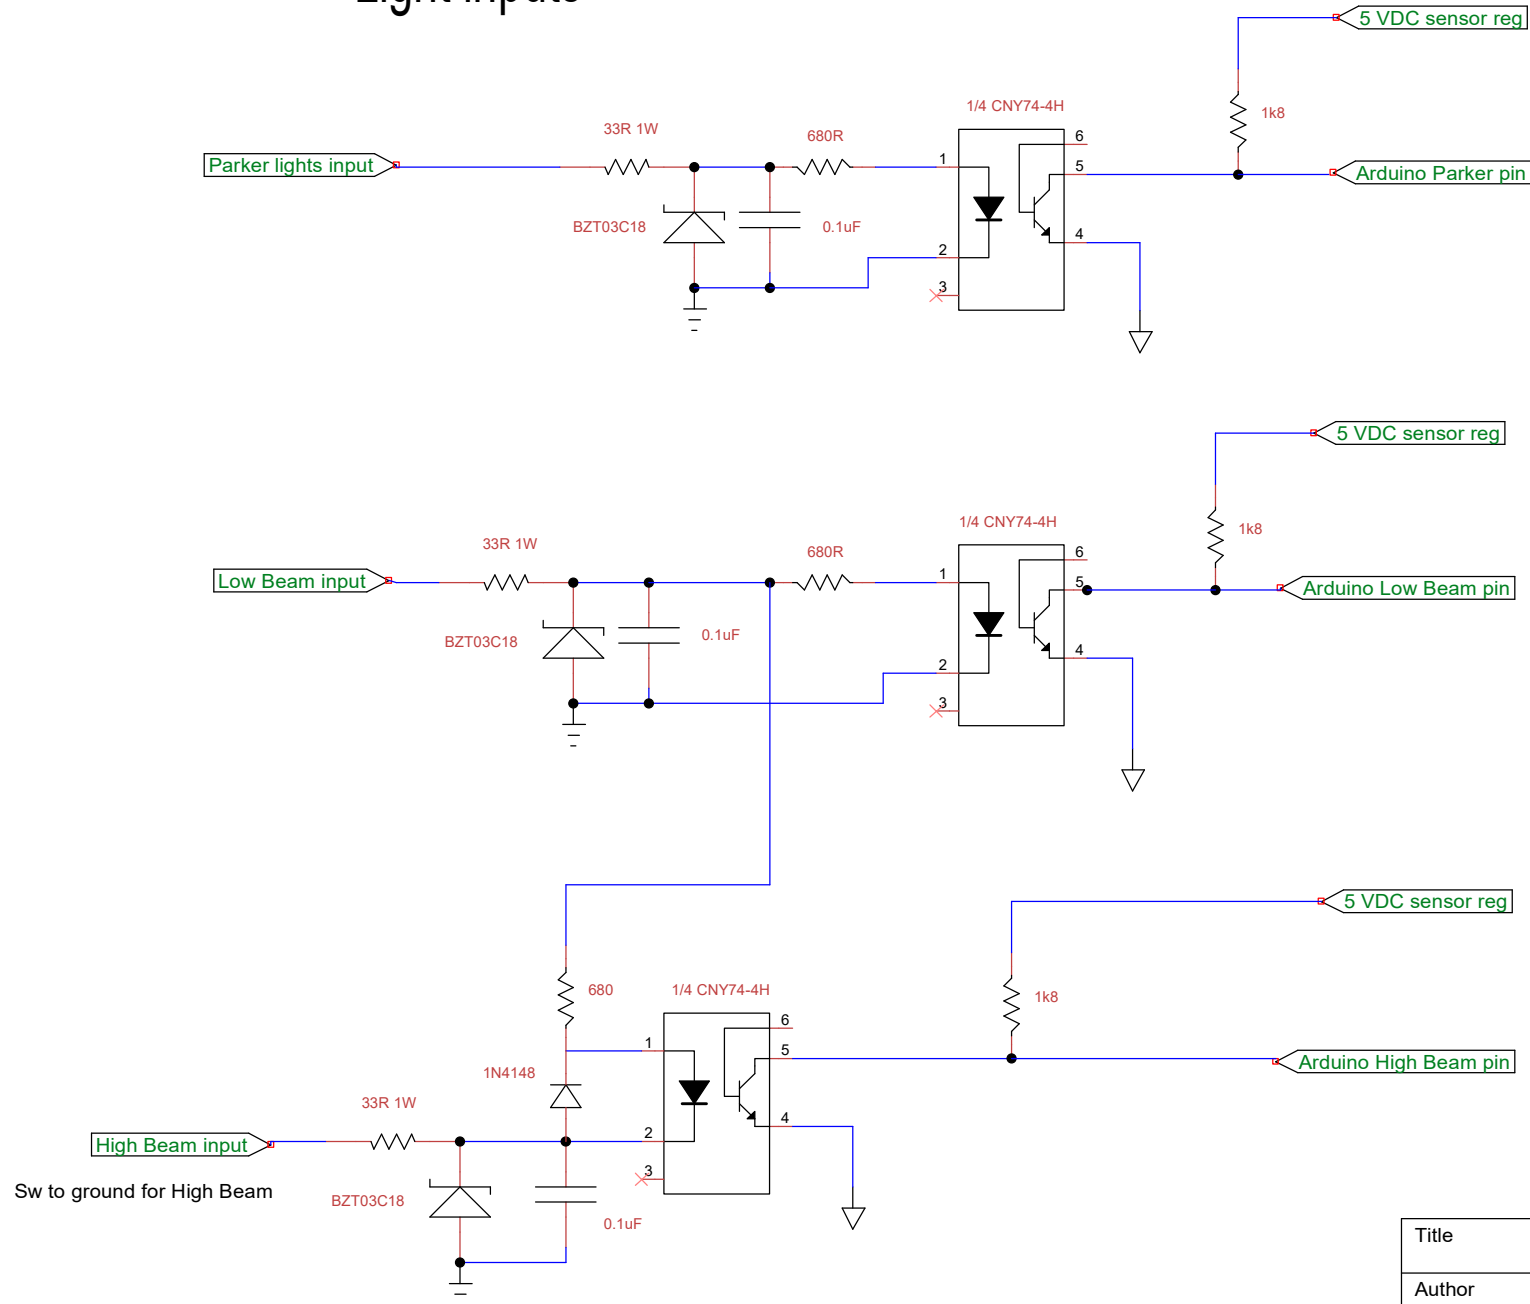 Light Inputs
5 VDC sensor reg
1/4 CNY74-4H
6
1k8
33R 1W
680R
Parker lights input
1
5
Arduino Parker pin
BZT03C18
0.1uF
2
4
3
5 VDC sensor reg
1/4 CNY74-4H
6
1k8
33R 1W
680R
Low Beam input
1
5
Arduino Low Beam pin
BZT03C18
0.1uF
2
4
3
5 VDC sensor reg
680
1/4 CNY74-4H
6
1k8
1
5
Arduino High Beam pin
1N4148
33R 1W
2
4
High Beam input
3
Sw to ground for High Beam
BZT03C18
0.1uF
Title
Author